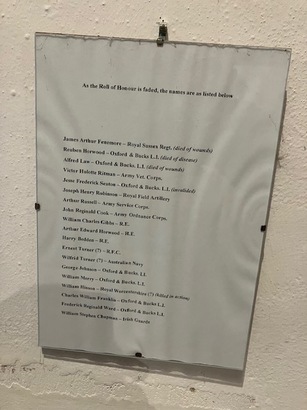 As the Roll of Honour is faded, the names are as listed below
James Arthur Fennemore – Royal Sussex Regt. (died of wounds)
Reuben Horwood – Oxford & Bucks L.I. (died of disease)
Alfred Law – Oxford & Bucks L.I. (died of wounds)
Victor Hulette Ritman – Army Vet. Corps.
Jesse Frederick Seaton – Oxford & Bucks. L.I. (invalided)
Joseph Henry Robinson – Royal Field Artillery
Arthur Russell – Army Service Corps.
John Reginald Cook – Army Ordnance Corps.
William Charles Gibbs – R.E.
Arthur Edward Horwood – R.E.
Harry Beddon – R.E.
Ernest Turner (?) – R.F.C.
Wilfred Turner (?) – Australian Navy
George Johnson – Oxford & Bucks L.I.
William Merry – Oxford & Bucks L.I.
William Hinson – Royal Worcestershire (?) (killed in action)
Charles William Franklin – Oxford & Bucks L.I.
Frederick Reginald Ward – Oxford & Bucks L.I.
William Stephen Chapman – Irish Guards